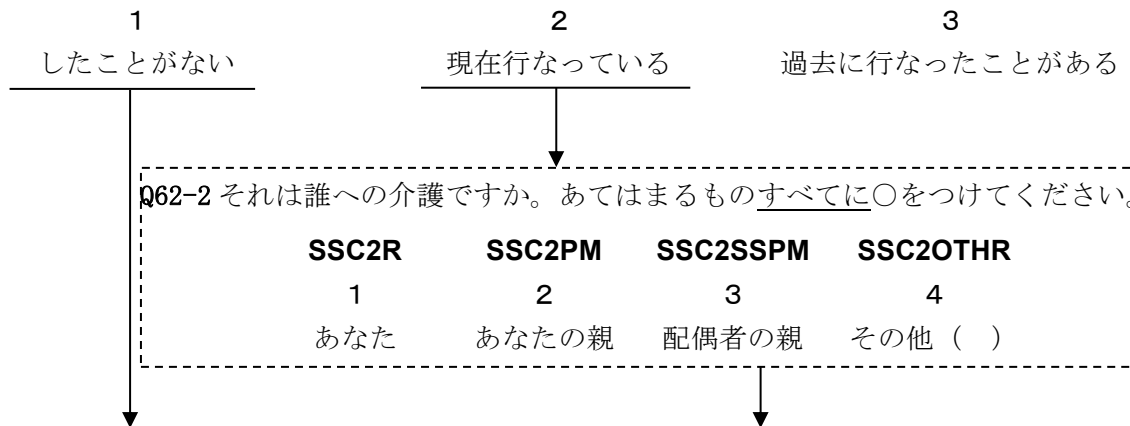 1 2 3
したことがない 現在行なっている 過去に行なったことがある
Q62-2 それは誰への介護ですか。あてはまるものすべてに○をつけてください。
SSC2R SSC2PM SSC2SSPM SSC2OTHR
1 2 3 4
あなた あなたの親 配偶者の親 その他（ ）